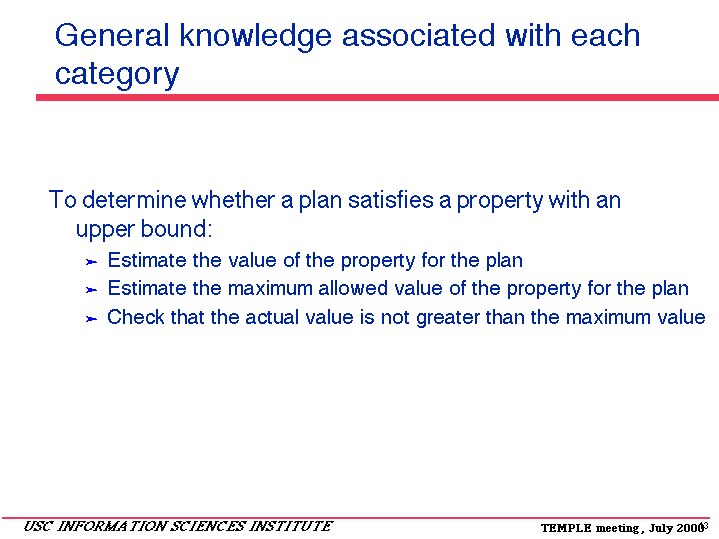 General knowledge associated with each
category
To determine whether a plan satisfies a property with an
upper bound:
➣ Estimate the value of the property for the plan
➣ Estimate the maximum allowed value of the property for the plan
➣ Check that the actual value is not greater than the maximum value
USC INFORMATION SCIENCES INSTITUTE
TEMPLE meeting, July 2000